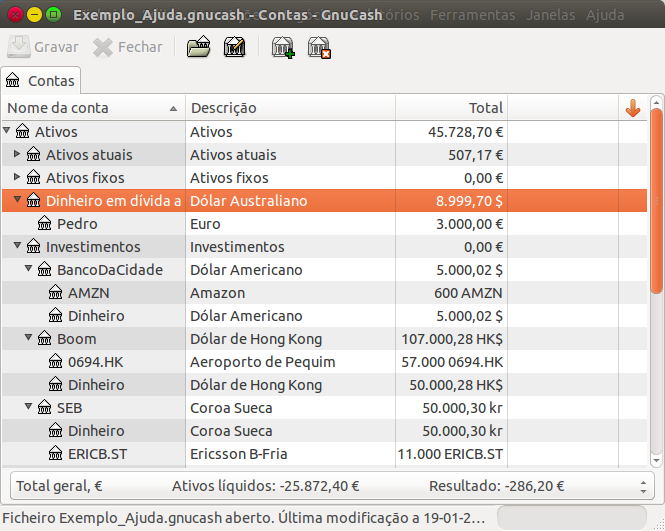 Exemplo_Ajuda.gnucash - Contas - GnuCash Ferramentas Janelas Ajuda
Gravar Fechar
Contas
Nome da conta Descrição Total
Ativos Ativos 45.728,70 €
Ativos atuais Ativos atuais 507,17 €
Ativos fixos Ativos fixos 0,00 €
Dinheiro em dívida a Dólar Australiano 8.999,70 $
Pedro Euro 3.000,00 €
Investimentos Investimentos 0,00 €
BancoDaCidade Dólar Americano 5.000,02 $
AMZN Amazon 600 AMZN
Dinheiro Dólar Americano 5.000,02 $
Boom Dólar de Hong Kong 107.000,28 HK$
0694.HK Aeroporto de Pequim 57.000 0694.HK
Dinheiro Dólar de Hong Kong 50.000,28 HK$
SEB Coroa Sueca 50.000,30 kr
Dinheiro Coroa Sueca 50.000,30 kr
ERICB.ST Ericsson B-Fria 11.000 ERICB.ST
Total geral, € Ativos líquidos: -25.872,40 € Resultado: -286,20 €
Ficheiro Exemplo_Ajuda.gnucash aberto. Última modificação a 19-01-2...